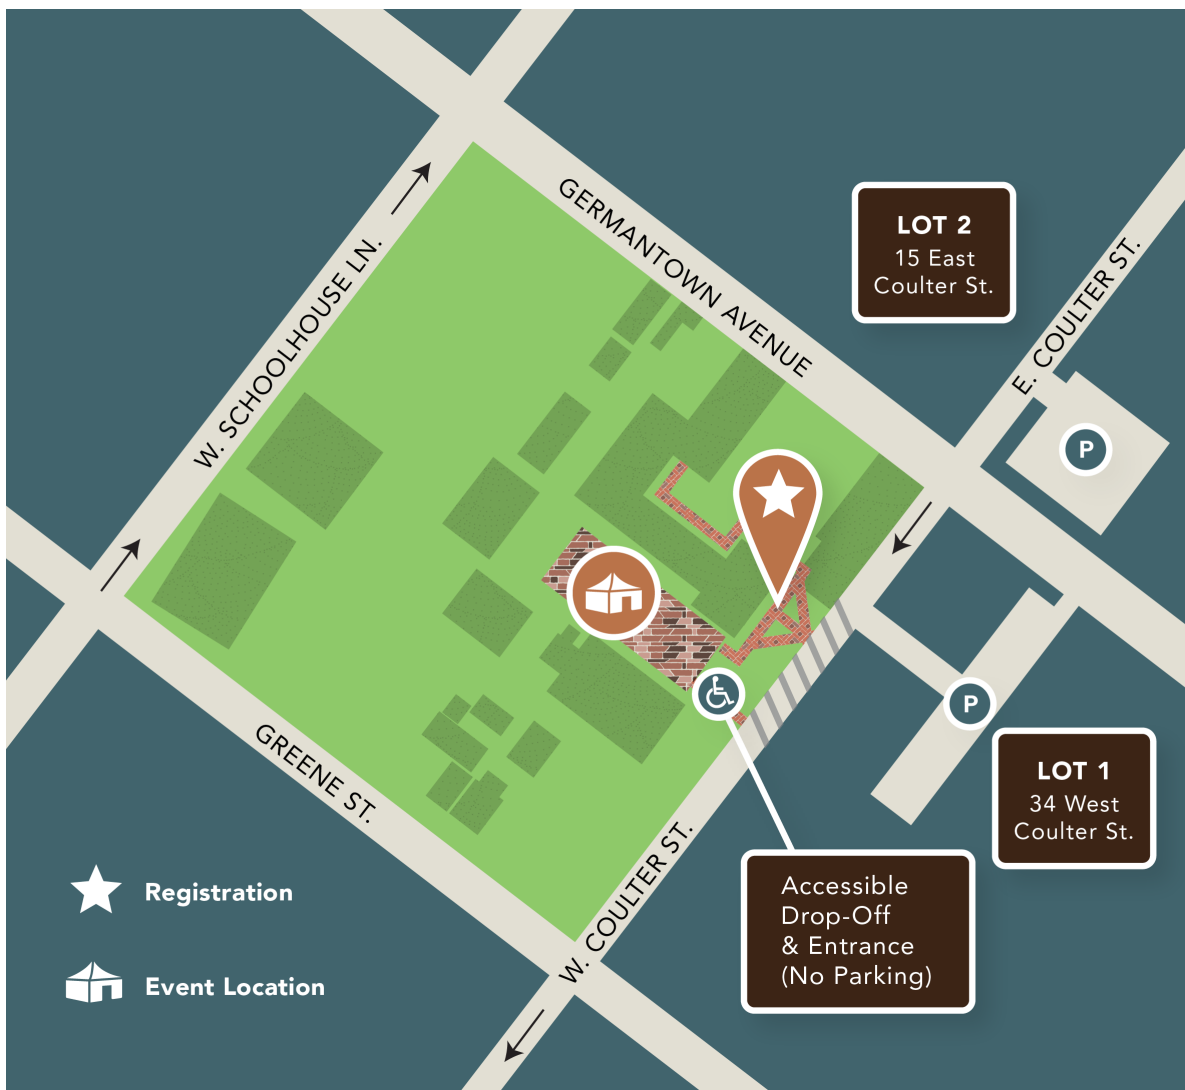 GERMANTOWN AVENUE
W. SCHOOLHOUSE LN.
LOT 2
15 East
Coulter St.
E. COULTER ST.
P
P
LOT 1
34 West
Coulter St.
GREENE ST.
W. COULTER ST.
Accessible
Drop-Off
& Entrance
(No Parking)
Registration
Event Location